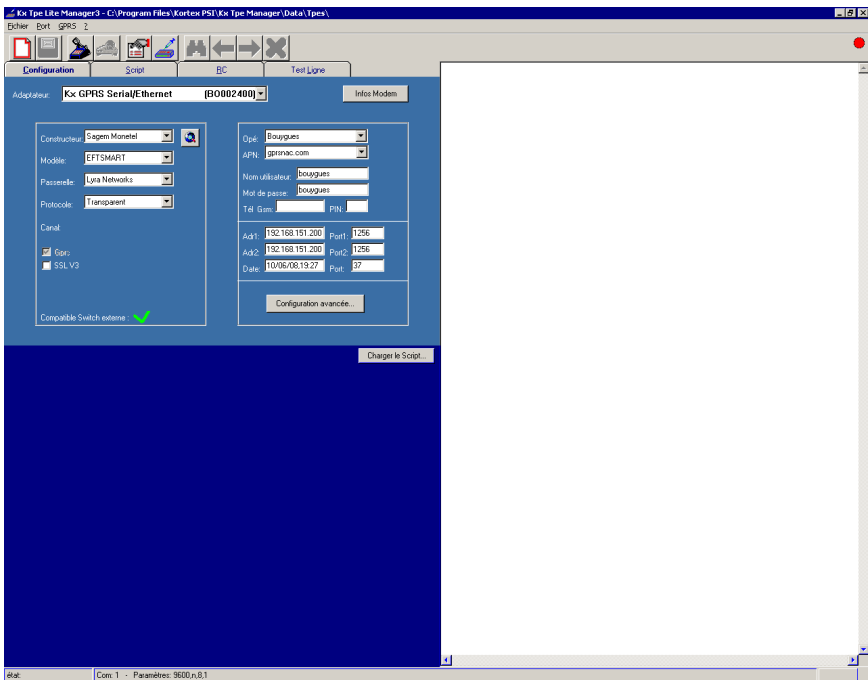 Kx Tpe Lite Manager3 - C:\Program Files\Kortex PSI\Kx Tpe Manager\Data\Tpes\
Fichier Port GPRS ?
Configuration Script RC Test Ligne
Adaptateur: Kx GPRS Serial/Ethernet (BO002400) Infos Modem
Constructeur: Sagem Monetel
Modèle: EFTSMART
Passerelle: Lyra Networks
Protocole: Transparent
Canal:
Gprs
SSL V3
Compatible Switch externe :
Opé: Bouygues
APN: gprsnac.com
Nom utilisateur: bouygues
Mot de passe: bouygues
Tél Gsm: PIN:
Adr1: 192.168.151.200 Port1: 1256
Adr2: 192.168.151.200 Port2: 1256
Date: 10/06/08,19:27 Port: 37
Configuration avancée...
Charger le Script...
état: Com: 1 - Paramètres: 9600,n,8,1